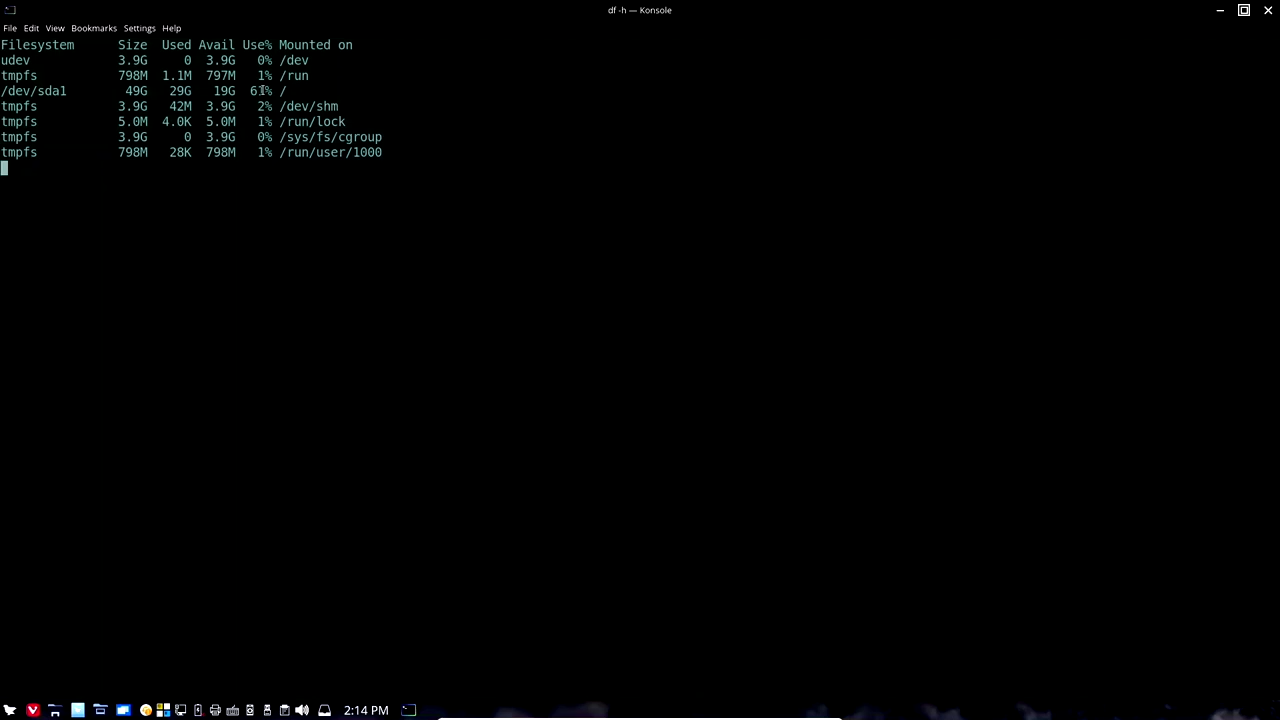 df -h — Konsole
File Edit View Bookmarks Settings Help
Filesystem Size Used Avail Use% Mounted on
udev 3.9G 0 3.9G 0% /dev
tmpfs 798M 1.1M 797M 1% /run
/dev/sda1 49G 29G 19G 61% /
tmpfs 3.9G 42M 3.9G 2% /dev/shm
tmpfs 5.0M 4.0K 5.0M 1% /run/lock
tmpfs 3.9G 0 3.9G 0% /sys/fs/cgroup
tmpfs 798M 28K 798M 1% /run/user/1000
2:14 PM